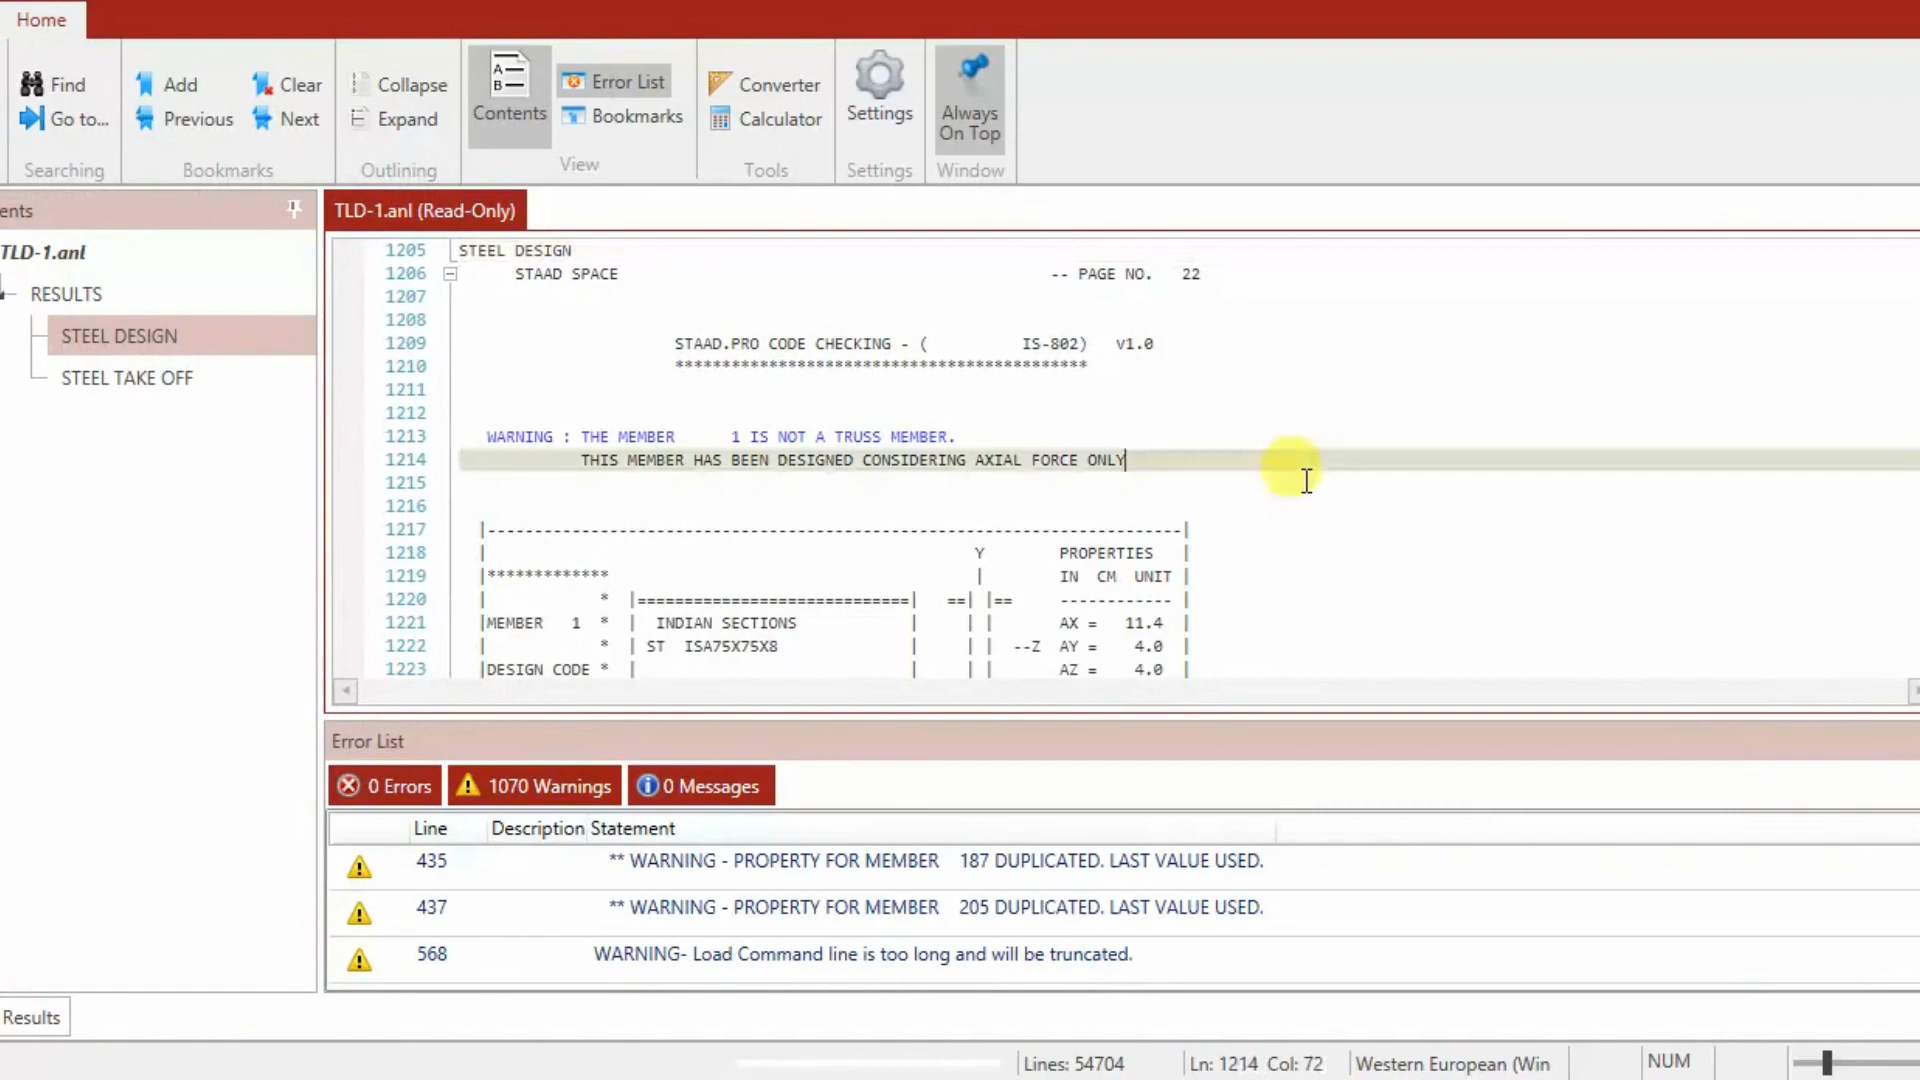 Home
Find
Go to...
Searching
Add
Previous
Clear
Next
Bookmarks
Collapse
Expand
Outlining
A
B
Contents
Error List
Bookmarks
View
Converter
Calculator
Tools
Settings
Settings
Always
On Top
Window
ents
TLD-1.anl
RESULTS
STEEL DESIGN
STEEL TAKE OFF
TLD-1.anl (Read-Only)
1205 STEEL DESIGN
1206 STAAD SPACE -- PAGE NO. 22
1207
1208
1209 STAAD.PRO CODE CHECKING - ( IS-802) v1.0
1210 ********************************************
1211
1212
1213 WARNING : THE MEMBER 1 IS NOT A TRUSS MEMBER.
1214 THIS MEMBER HAS BEEN DESIGNED CONSIDERING AXIAL FORCE ONLY
1215
1216
1217 |--------------------------------------------------------------------------|
1218 | Y PROPERTIES |
1219 |************* | IN CM UNIT |
1220 | * |=============================| ==| |== ------------ |
1221 |MEMBER 1 * | INDIAN SECTIONS | | | AX = 11.4 |
1222 | * | ST ISA75X75X8 | | | --Z AY = 4.0 |
1223 |DESIGN CODE * | | | | AZ = 4.0 |
Error List
0 Errors
1070 Warnings
0 Messages
Line Description Statement
435 ** WARNING - PROPERTY FOR MEMBER 187 DUPLICATED. LAST VALUE USED.
437 ** WARNING - PROPERTY FOR MEMBER 205 DUPLICATED. LAST VALUE USED.
568 WARNING- Load Command line is too long and will be truncated.
Results
Lines: 54704 Ln: 1214 Col: 72 Western European (Win NUM